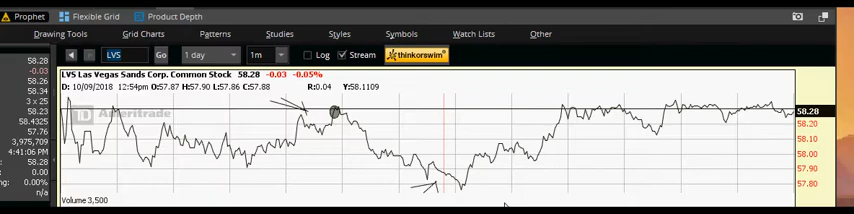 Prophet Flexible Grid Product Depth
Drawing Tools Grid Charts Patterns Studies Styles Symbols Watch Lists Other
LVS Go 1 day 1m Log Stream thinkorswim
LVS Las Vegas Sands Corp. Common Stock 58.28 -0.03 -0.05%
D: 10/09/2018 12:54pm O:57.87 H:57.90 L:57.86 C:57.88 R:0.04 Y:58.1109
TD Ameritrade
58.28
-0.03
58.26
58.34
3 x 25
58.23
58.4325
57.76
3,975,709
4:41:06 PM
58.28
0.00
0.00%
n/a
58.28
58.20
58.10
58.00
57.90
57.80
Volume 3,500